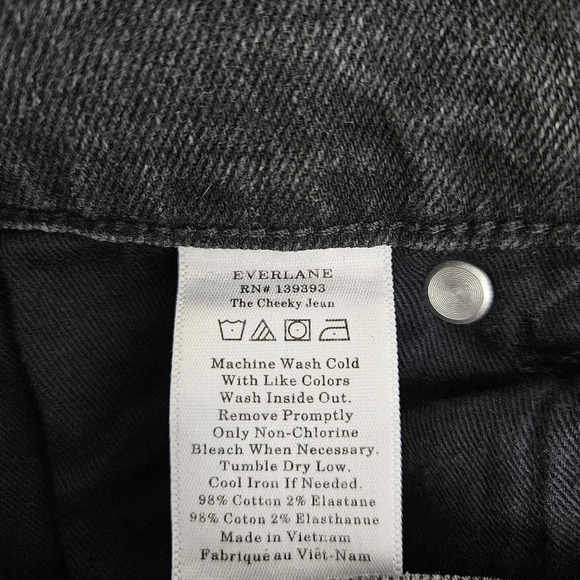 EVERLANE
RN# 139393
The Cheeky Jean
Machine Wash Cold
With Like Colors
Wash Inside Out.
Remove Promptly
Only Non-Chlorine
Bleach When Necessary.
Tumble Dry Low.
Cool Iron If Needed.
98% Cotton 2% Elastane
98% Coton 2% Elasthanne
Made in Vietnam
Fabriqué au Viêt-Nam